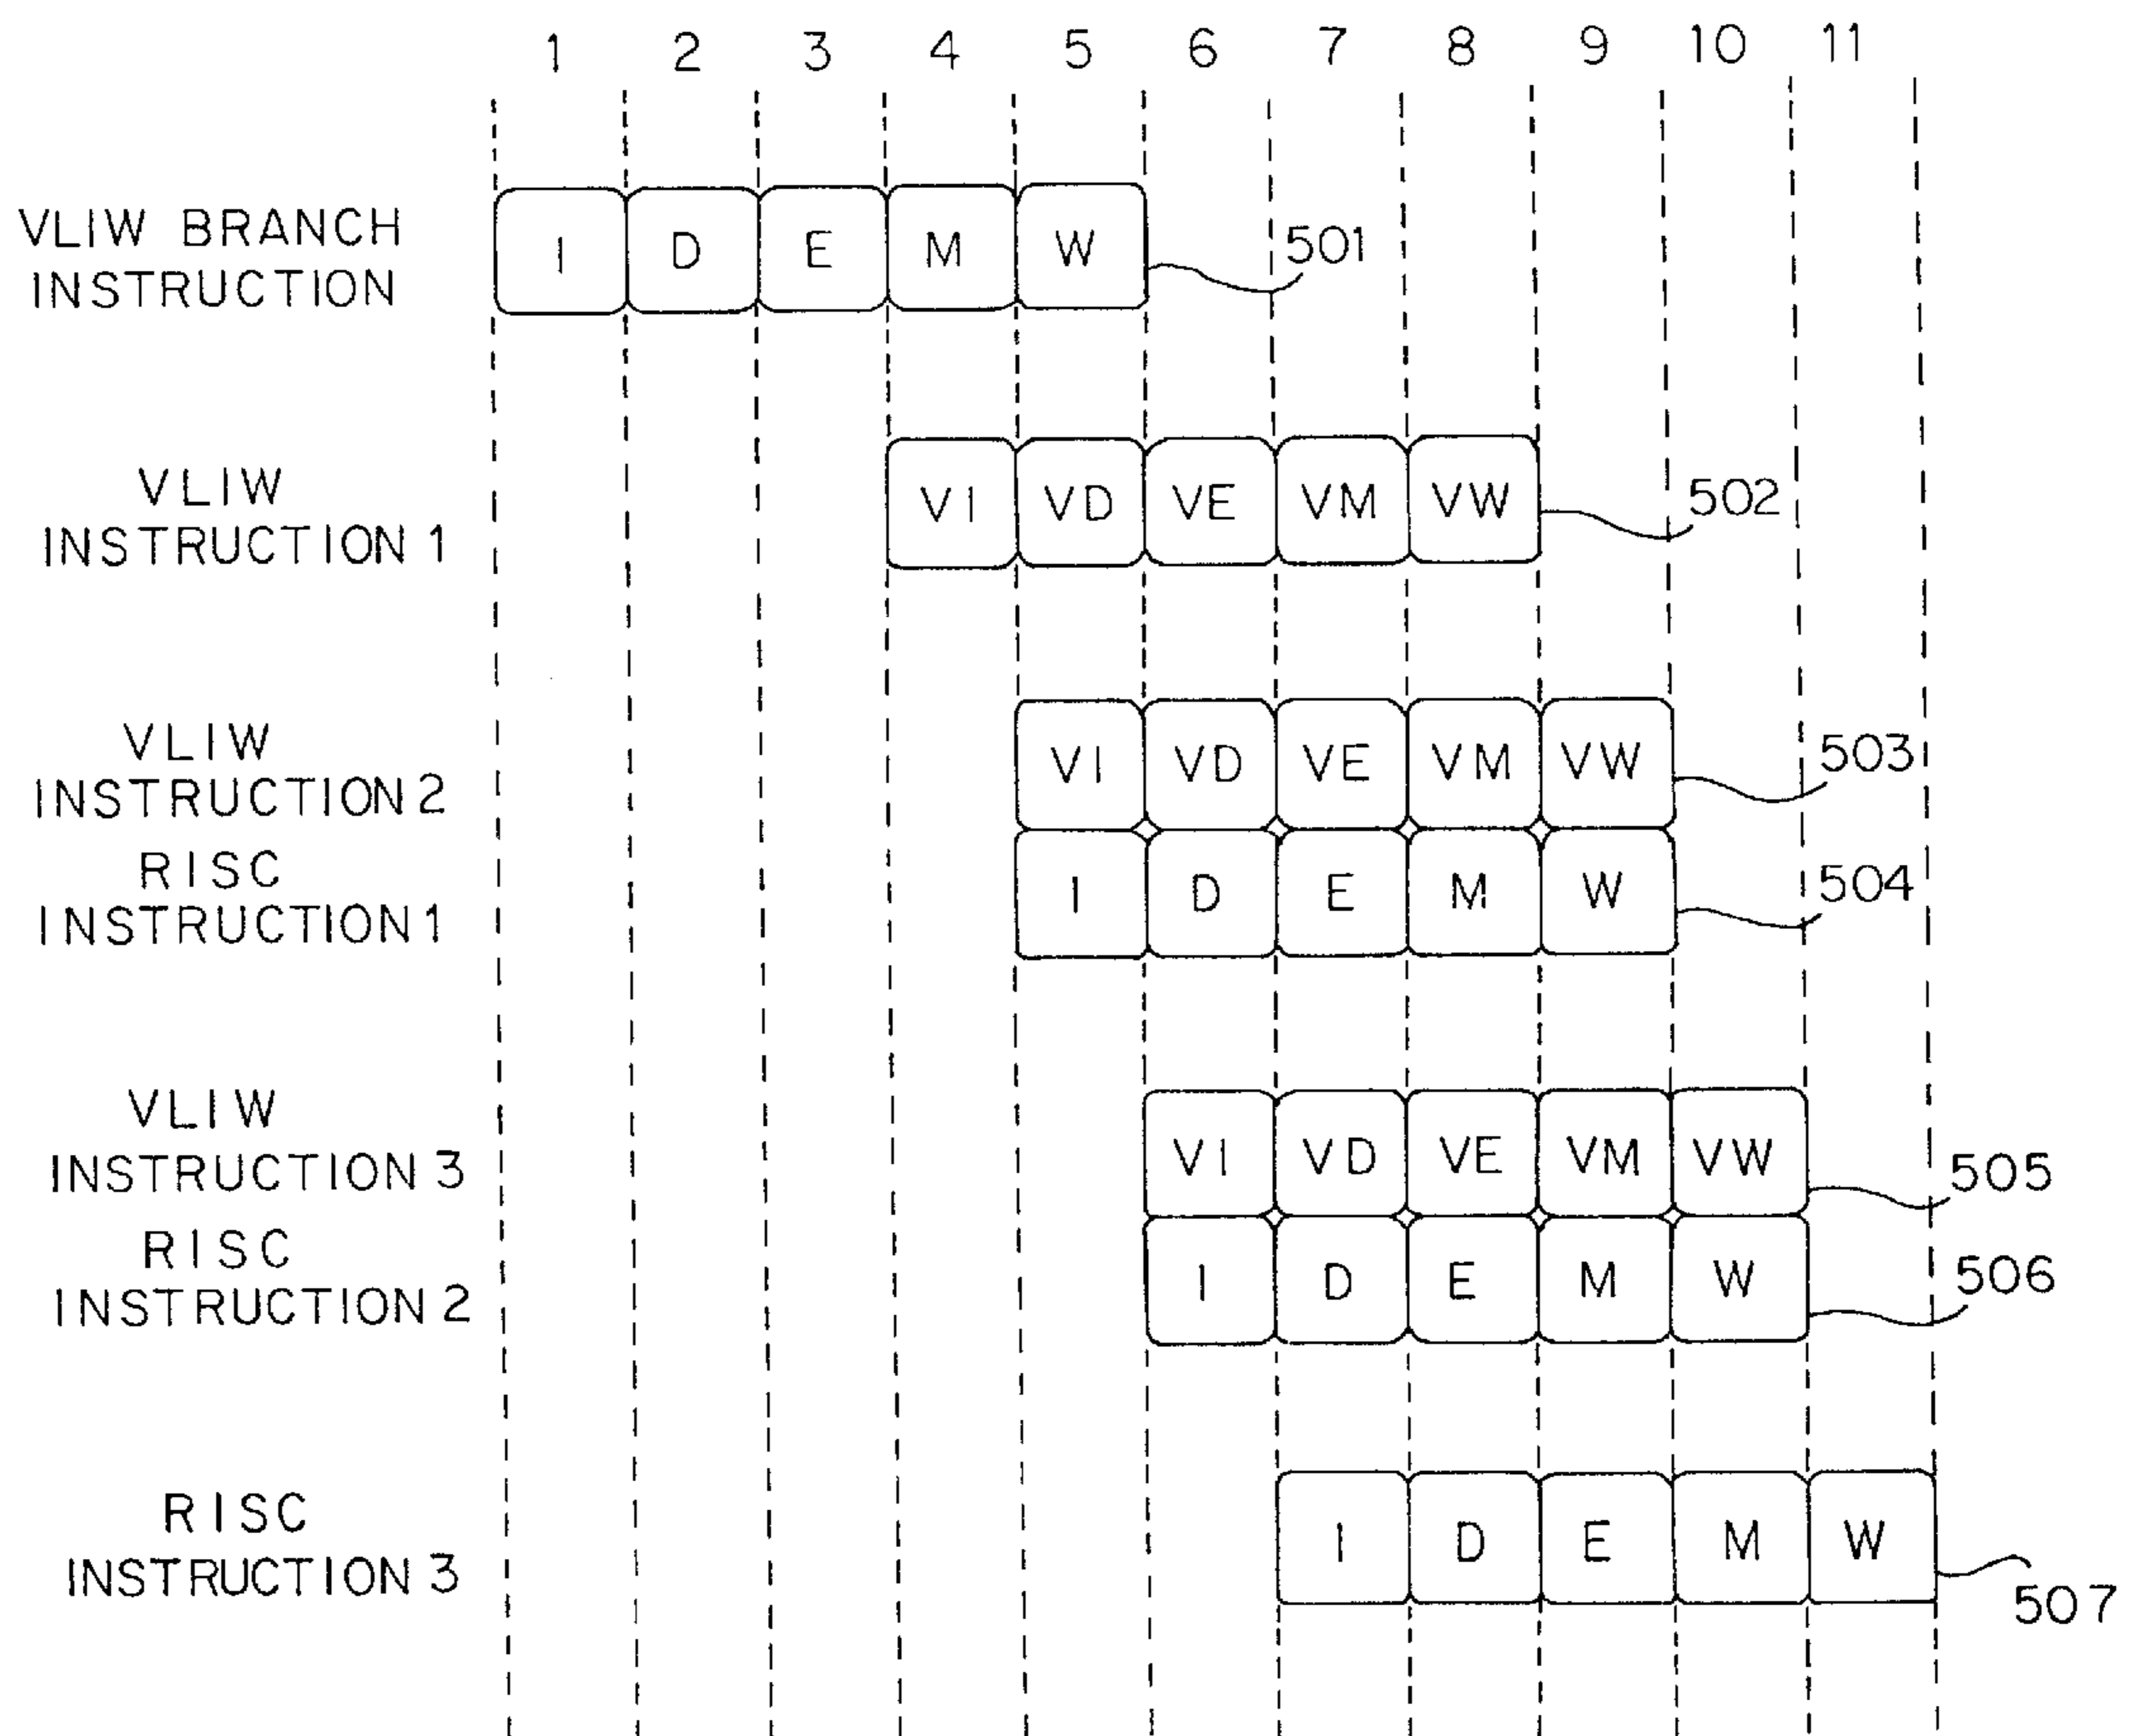 1 2 3 4 5 6 7 8 9 10 11
VLIW BRANCH
INSTRUCTION
I D E M W 501
VLIW
INSTRUCTION 1
VI VD VE VM VW 502
VLIW
INSTRUCTION 2
VI VD VE VM VW 503
RISC
INSTRUCTION 1
I D E M W 504
VLIW
INSTRUCTION 3
VI VD VE VM VW 505
RISC
INSTRUCTION 2
I D E M W 506
RISC
INSTRUCTION 3
I D E M W 507